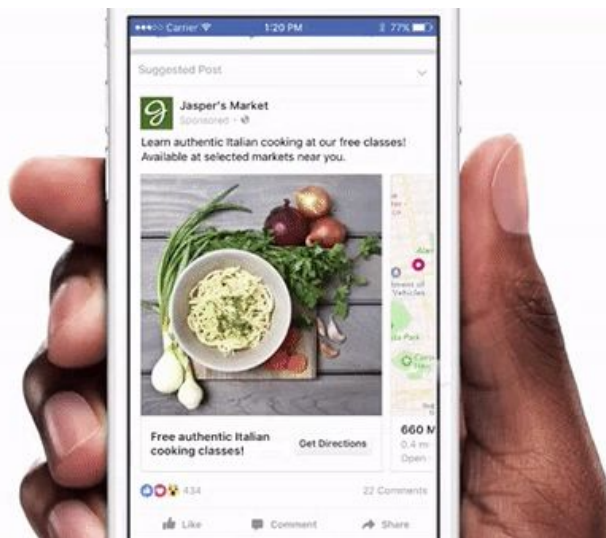 Carrier 1:20 PM 77%
Suggested Post
Jasper's Market
Sponsored
Learn authentic Italian cooking at our free classes!
Available at selected markets near you.
Vehicles
Free authentic Italian
cooking classes!
Get Directions
660 M
0.4 m
Open
434
22 Comments
Like Comment Share